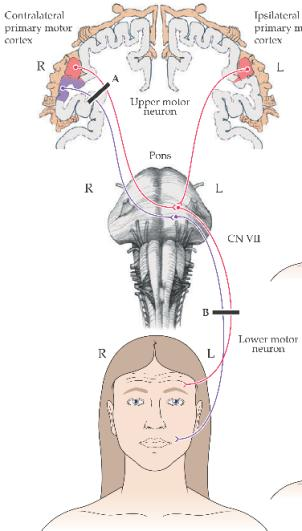 Contralateral
primary motor
cortex
Ipsilateral
primary m
cortex
R
A
L
Upper motor
neuron
Pons
R
L
CN VII
B
Lower motor
neuron
R
L